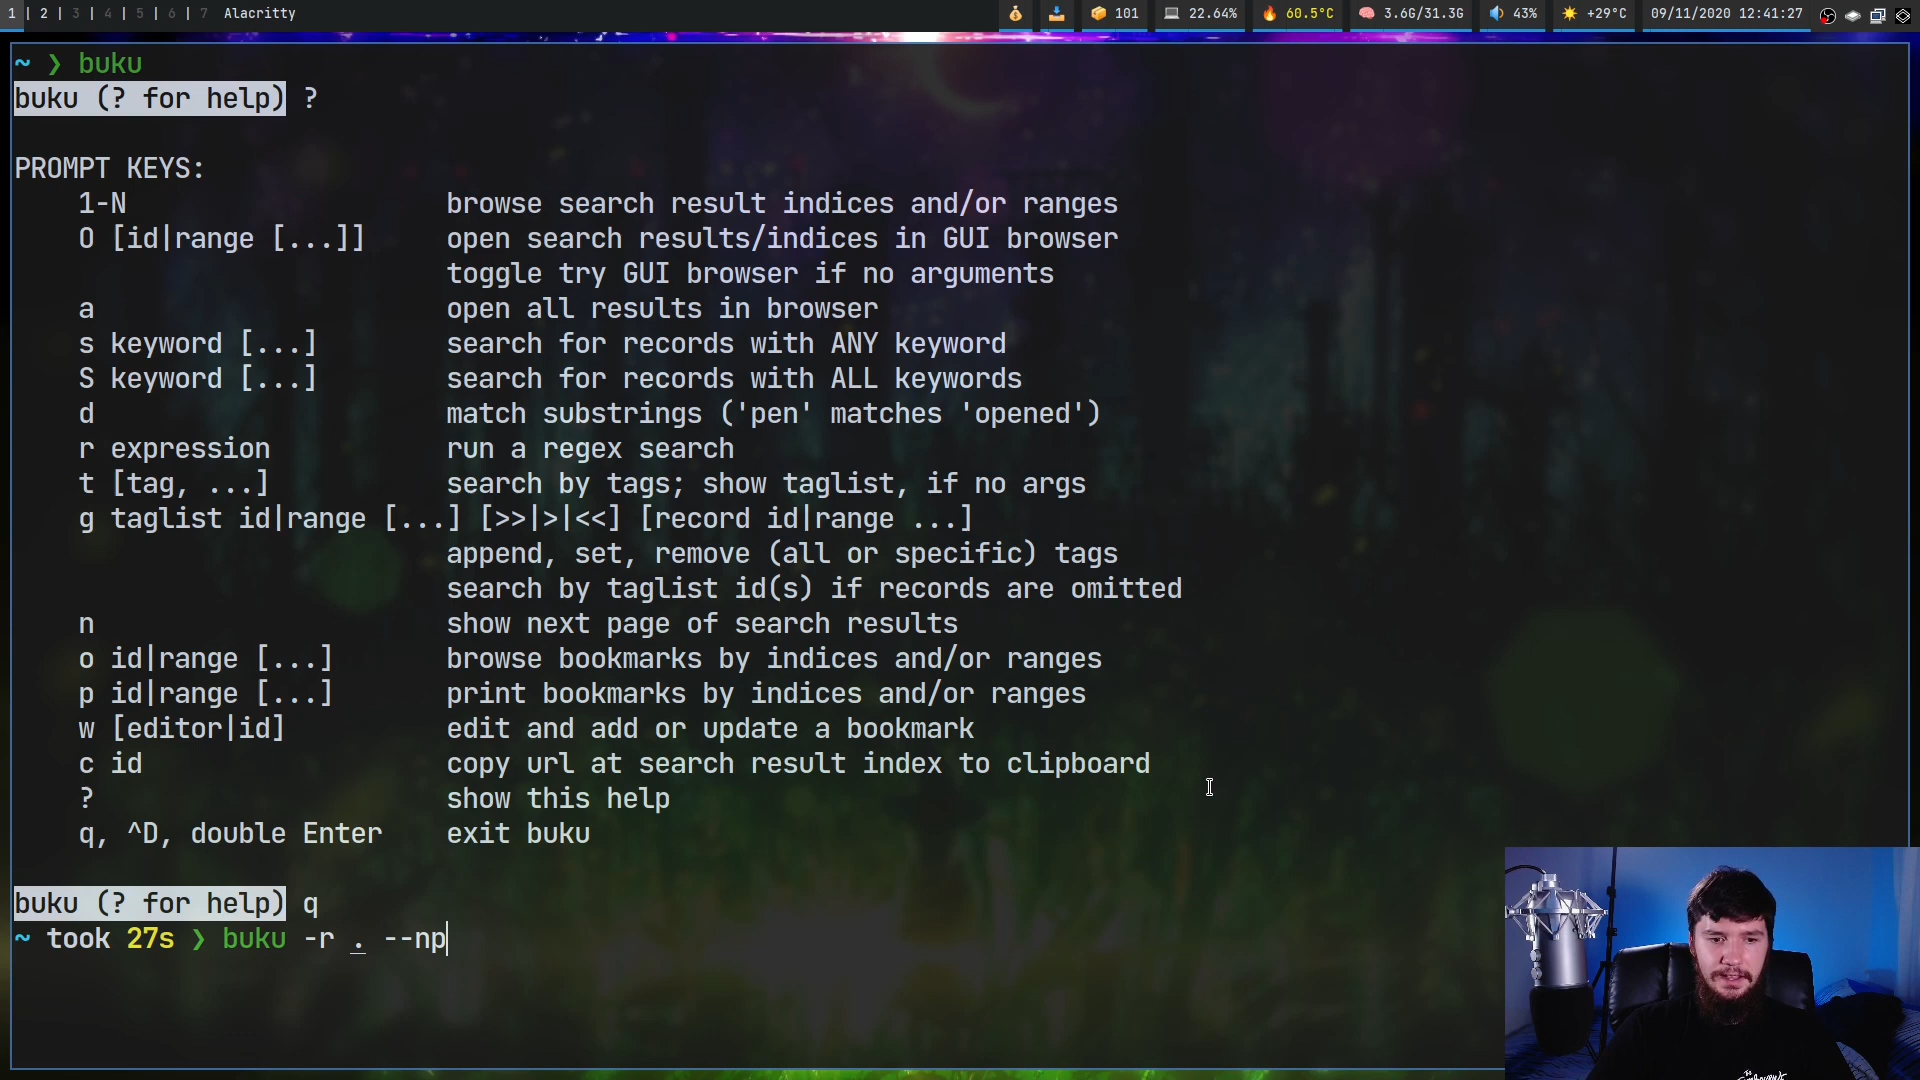 1 | 2 | 3 | 4 | 5 | 6 | 7 Alacritty 101 22.64% 60.5°C 3.6G/31.3G 43% +29°C 09/11/2020 12:41:27
~ ❯ buku
buku (? for help) ?
PROMPT KEYS:
1-N browse search result indices and/or ranges
O [id|range [...]] open search results/indices in GUI browser
toggle try GUI browser if no arguments
a open all results in browser
s keyword [...] search for records with ANY keyword
S keyword [...] search for records with ALL keywords
d match substrings ('pen' matches 'opened')
r expression run a regex search
t [tag, ...] search by tags; show taglist, if no args
g taglist id|range [...] [>>|>|<<] [record id|range ...]
append, set, remove (all or specific) tags
search by taglist id(s) if records are omitted
n show next page of search results
o id|range [...] browse bookmarks by indices and/or ranges
p id|range [...] print bookmarks by indices and/or ranges
w [editor|id] edit and add or update a bookmark
c id copy url at search result index to clipboard
? show this help
q, ^D, double Enter exit buku
buku (? for help) q
~ took 27s ❯ buku -r . --np